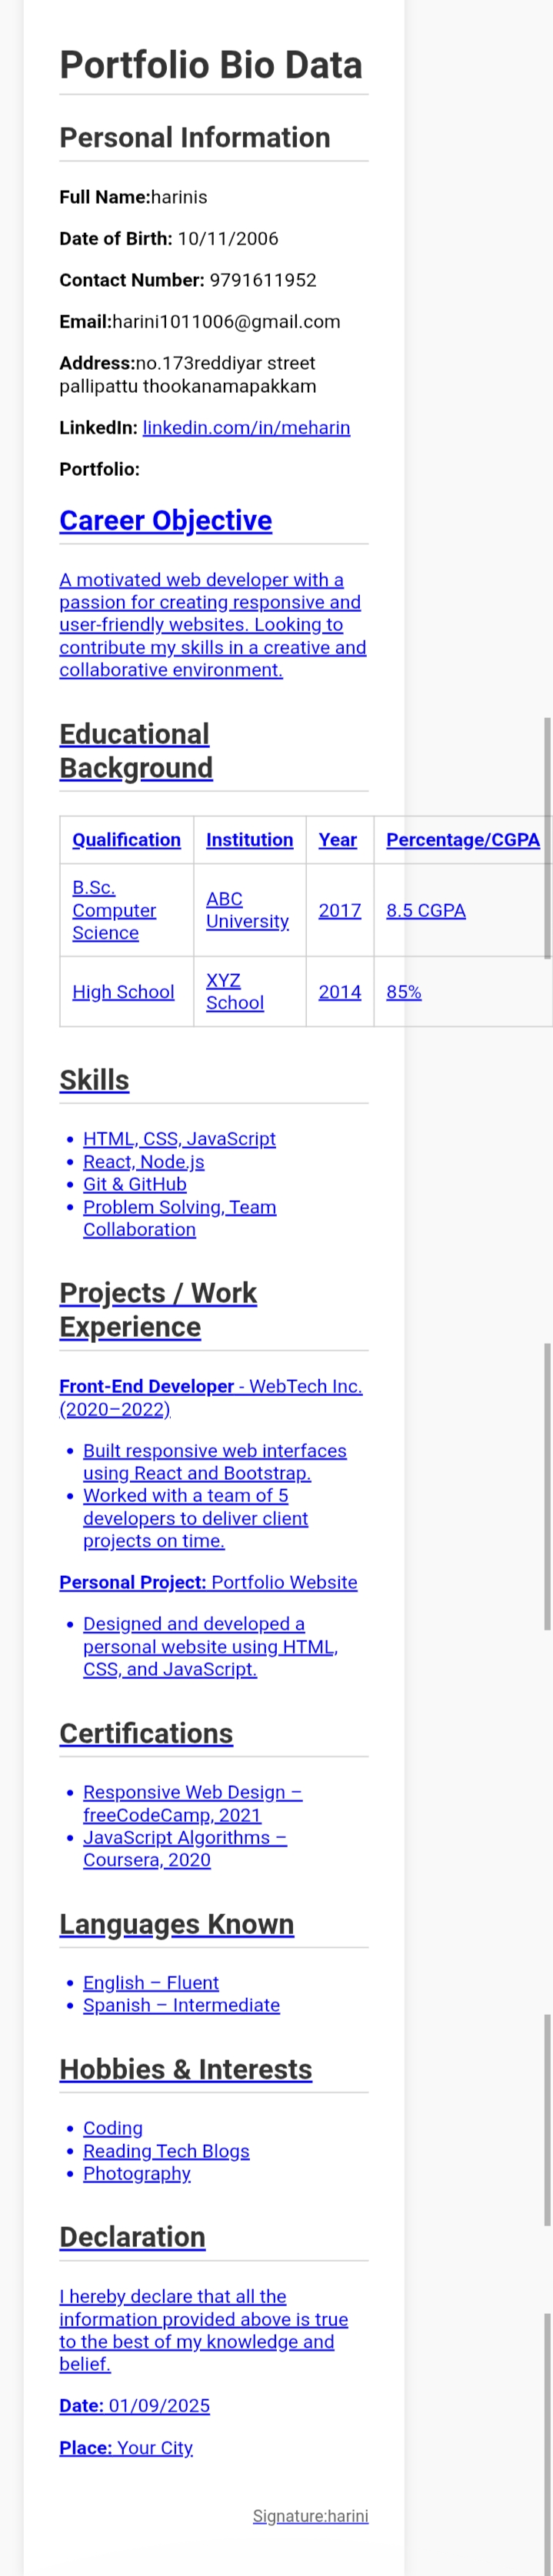 Portfolio Bio Data
Personal Information
Full Name:harinis
Date of Birth: 10/11/2006
Contact Number: 9791611952
Email:harini1011006@gmail.com
Address:no.173reddiyar street
pallipattu thookanamapakkam
LinkedIn: linkedin.com/in/meharin
Portfolio:
Career Objective
A motivated web developer with a
passion for creating responsive and
user-friendly websites. Looking to
contribute my skills in a creative and
collaborative environment.
Educational
Background
Qualification Institution Year Percentage/CGPA
B.Sc.
Computer
Science
ABC
University
2017
8.5 CGPA
High School
XYZ
School
2014
85%
Skills
HTML, CSS, JavaScript
React, Node.js
Git & GitHub
Problem Solving, Team
Collaboration
Projects / Work
Experience
Front-End Developer - WebTech Inc.
(2020–2022)
Built responsive web interfaces
using React and Bootstrap.
Worked with a team of 5
developers to deliver client
projects on time.
Personal Project: Portfolio Website
Designed and developed a
personal website using HTML,
CSS, and JavaScript.
Certifications
Responsive Web Design –
freeCodeCamp, 2021
JavaScript Algorithms –
Coursera, 2020
Languages Known
English – Fluent
Spanish – Intermediate
Hobbies & Interests
Coding
Reading Tech Blogs
Photography
Declaration
I hereby declare that all the
information provided above is true
to the best of my knowledge and
belief.
Date: 01/09/2025
Place: Your City
Signature:harini